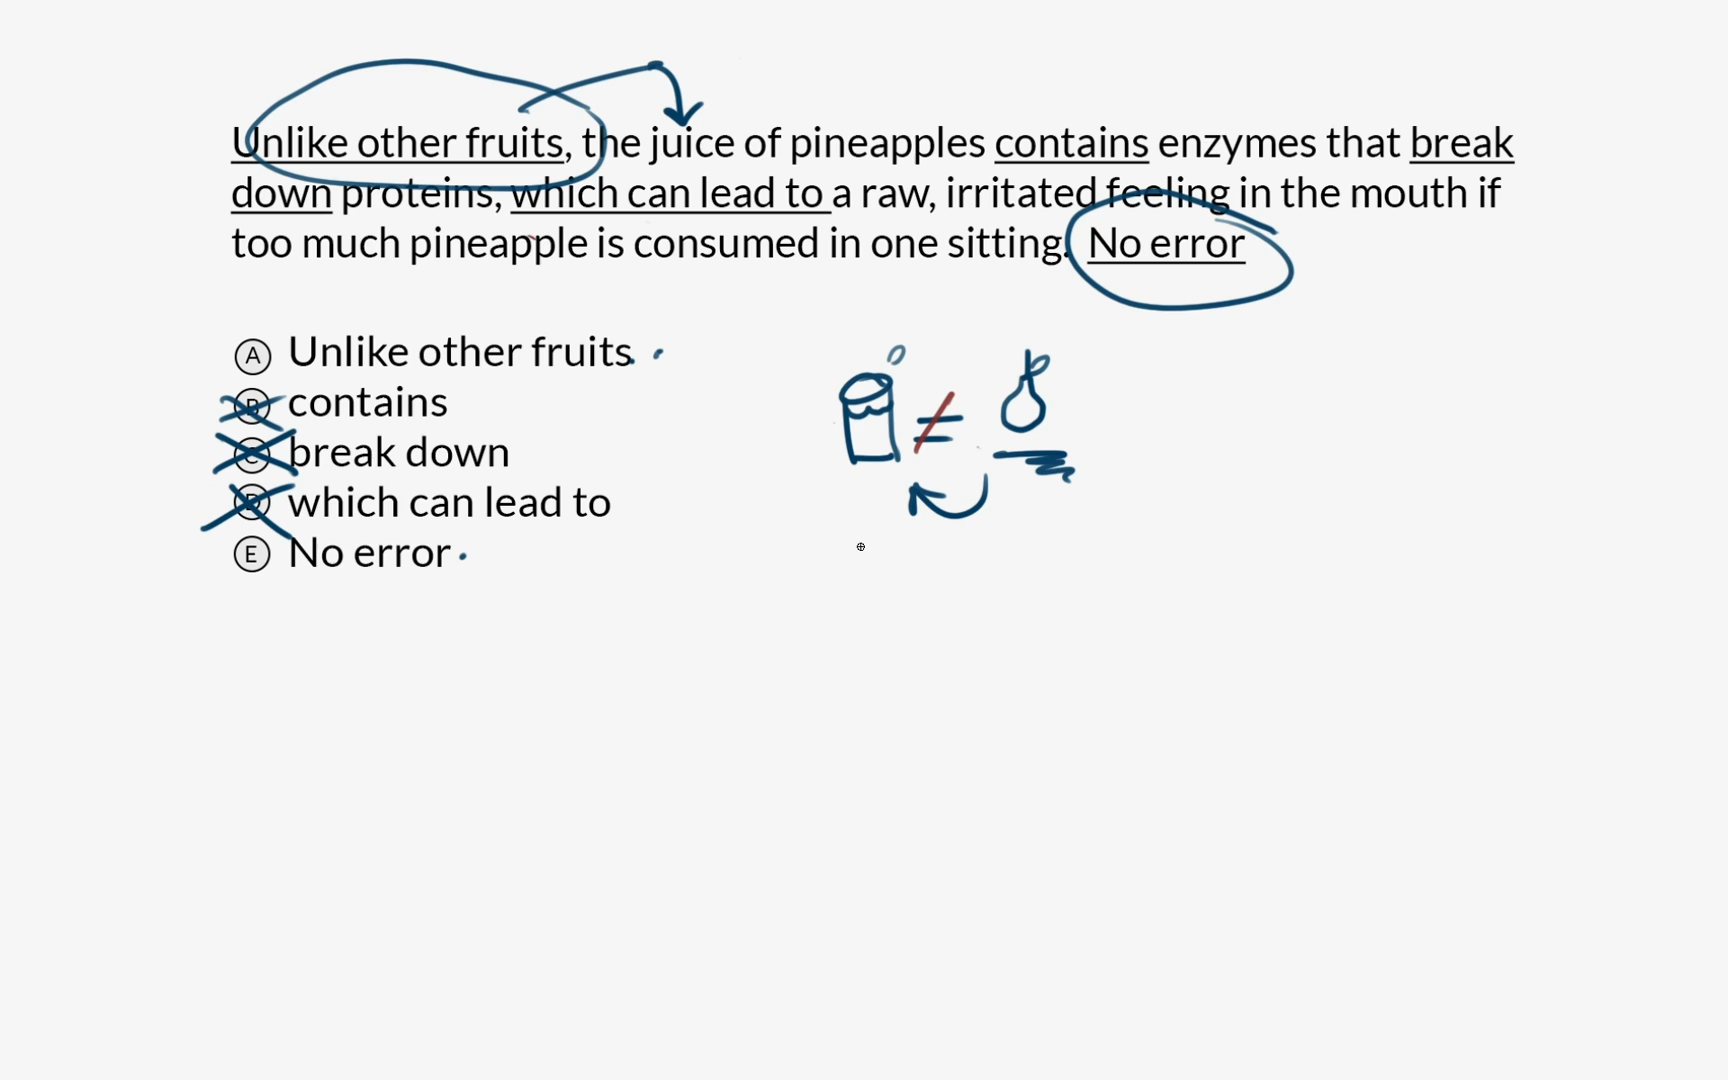 Unlike other fruits, the juice of pineapples contains enzymes that break
down proteins, which can lead to a raw, irritated feeling in the mouth if
too much pineapple is consumed in one sitting. No error
A Unlike other fruits
B contains
C break down
D which can lead to
E No error